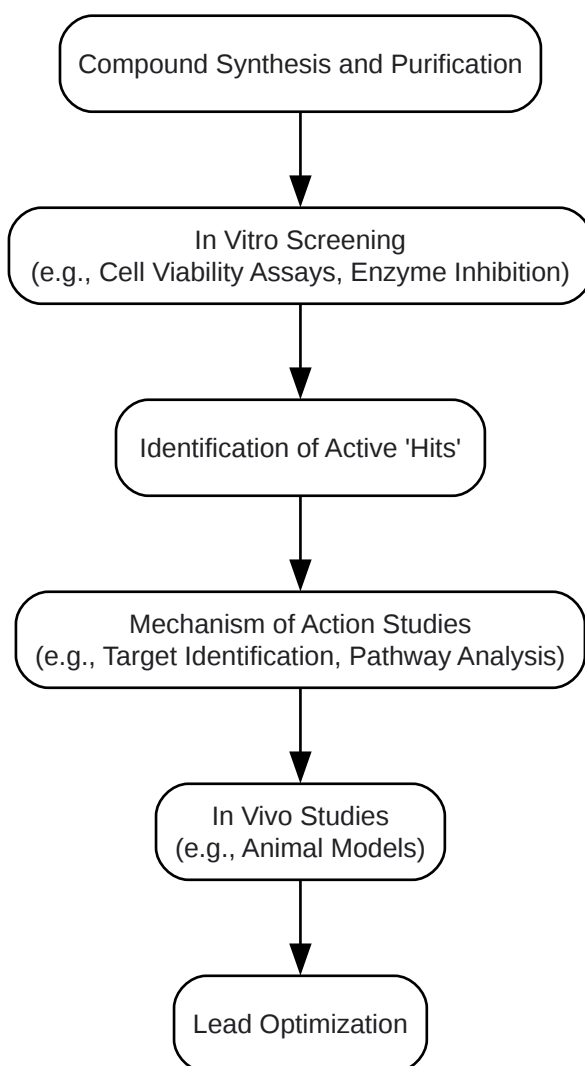 Compound Synthesis and Purification
In Vitro Screening
(e.g., Cell Viability Assays, Enzyme Inhibition)
Identification of Active 'Hits'
Mechanism of Action Studies
(e.g., Target Identification, Pathway Analysis)
In Vivo Studies
(e.g., Animal Models)
Lead Optimization